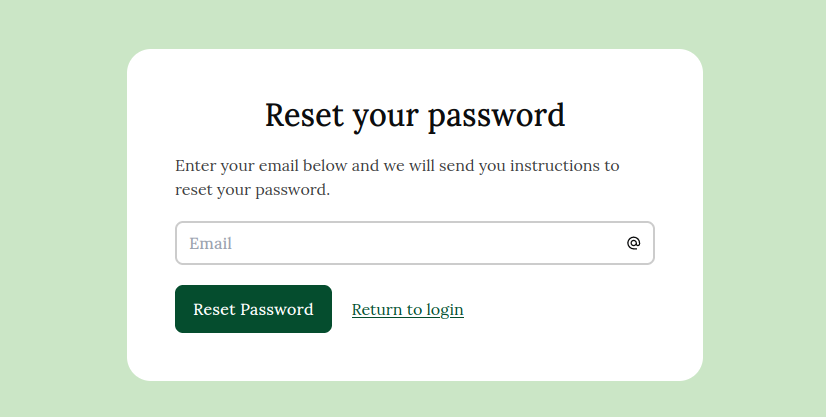 Reset your password
Enter your email below and we will send you instructions to
reset your password.
Email
Reset Password
Return to login